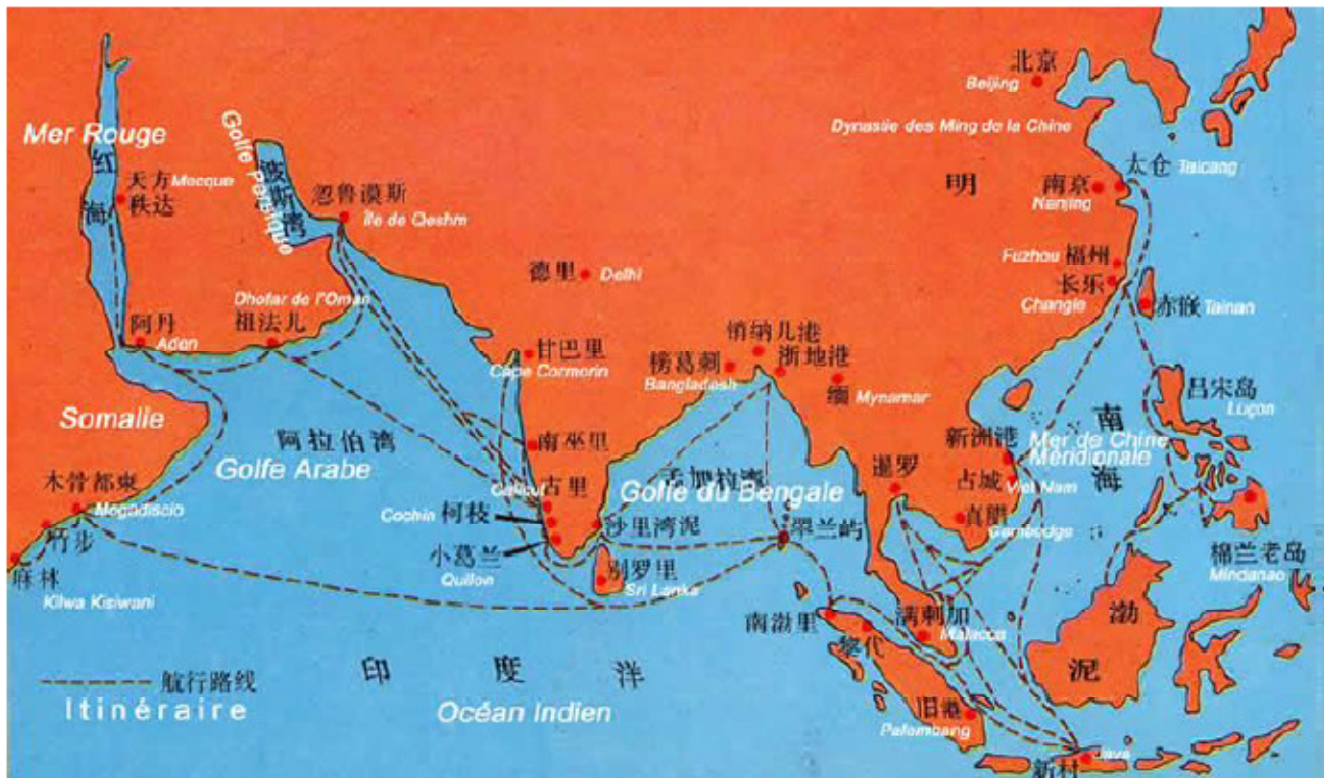 北京
Beijing
Dynastie des Ming de la Chine
Mer Rouge
红
海
Golfe Persique
波
斯
湾
天方
Mecque
秩达
忽鲁谟斯
Île de Qeshm
明
南京
Nanjing
太仓
Taicang
德里
Delhi
Fuzhou
福州
长乐
Changle
赤嵌
Tainan
Dhofar de l'Oman
祖法儿
阿丹
Aden
甘巴里
Cape Cormorin
榜葛剌
Bangladesh
浙地港
缅
Mynamar
吕宋岛
Luçon
Somalie
阿拉伯湾
Golfe Arabe
南巫里
古里
Calicut
Cochin
柯枝
小葛兰
Quillon
沙里湾泥
别罗里
Sri Lanka
孟加拉湾
Golfe du Bengale
翠兰屿
暹罗
新洲港
占城
Viet Nam
真腊
Cambodge
南
海
Mer de Chine
Méridionale
棉兰老岛
Mindanao
木骨都束
Mogadiscio
竹步
麻林
Kilwa Kisiwani
南渤里
黎代
满剌加
Malacca
渤
泥
旧港
Pallembang
Java
新村
印 度 洋
Océan Indien
航行路线
Itinéraire